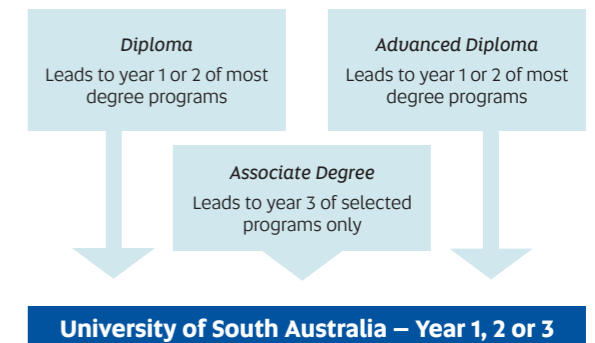 Diploma
Leads to year 1 or 2 of most
degree programs
Advanced Diploma
Leads to year 1 or 2 of most
degree programs
Associate Degree
Leads to year 3 of selected
programs only
University of South Australia – Year 1, 2 or 3